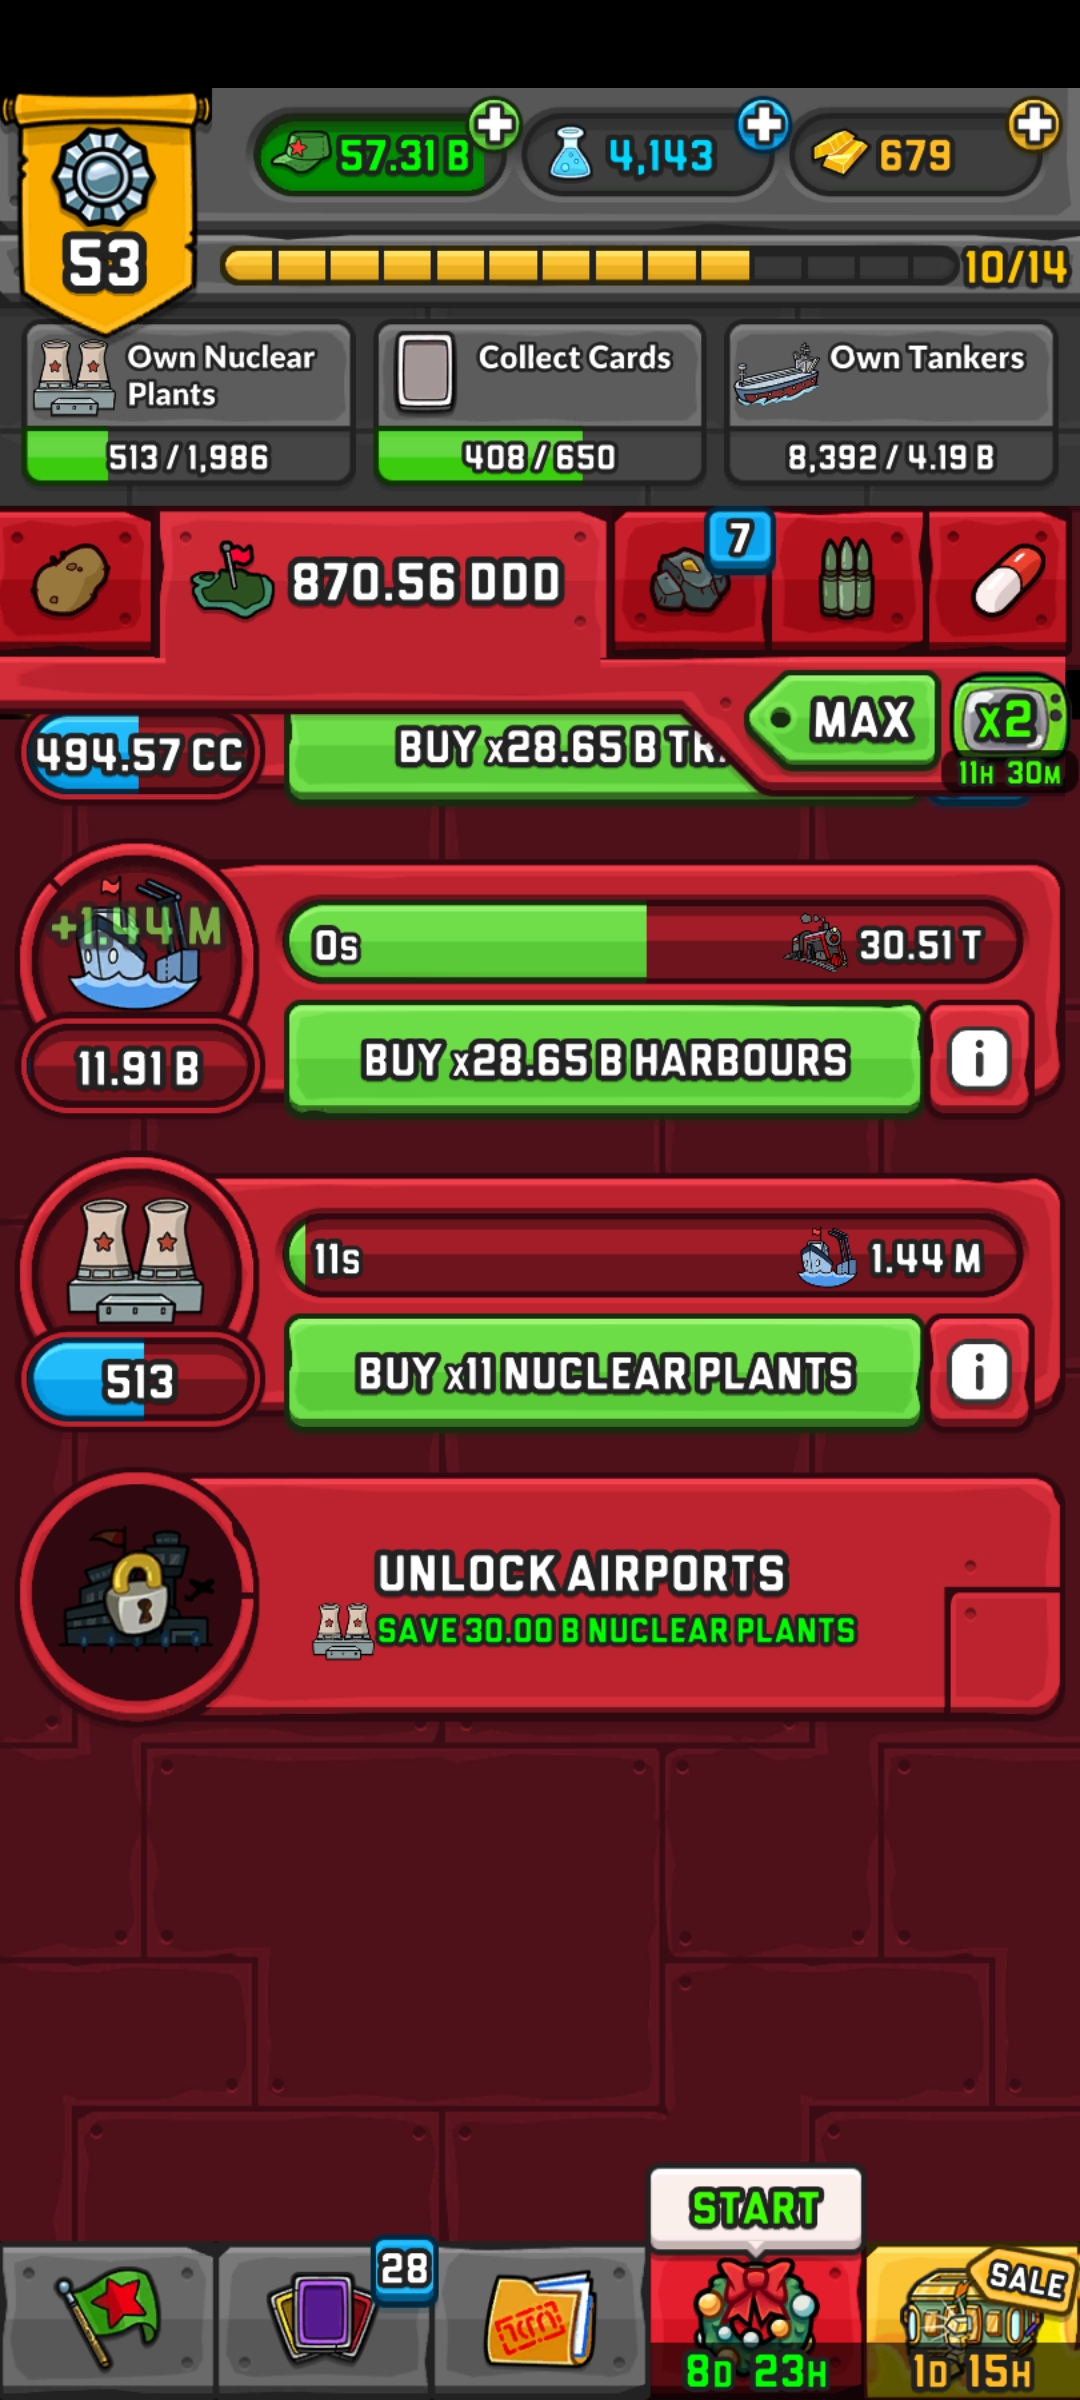 57.31 B
4,143
679
53
10/14
Own Nuclear
Plants
513 / 1,986
Collect Cards
408 / 650
Own Tankers
8,392 / 4.19 B
870.56 DDD
7
MAX
x2
11H 30M
494.57 CC
BUY x28.65 B TR
+1.44 M
0s
30.51 T
11.91 B
BUY x28.65 B HARBOURS
i
11s
1.44 M
513
BUY x11 NUCLEAR PLANTS
i
UNLOCK AIRPORTS
SAVE 30.00 B NUCLEAR PLANTS
START
28
SALE
8D 23H
1D 15H